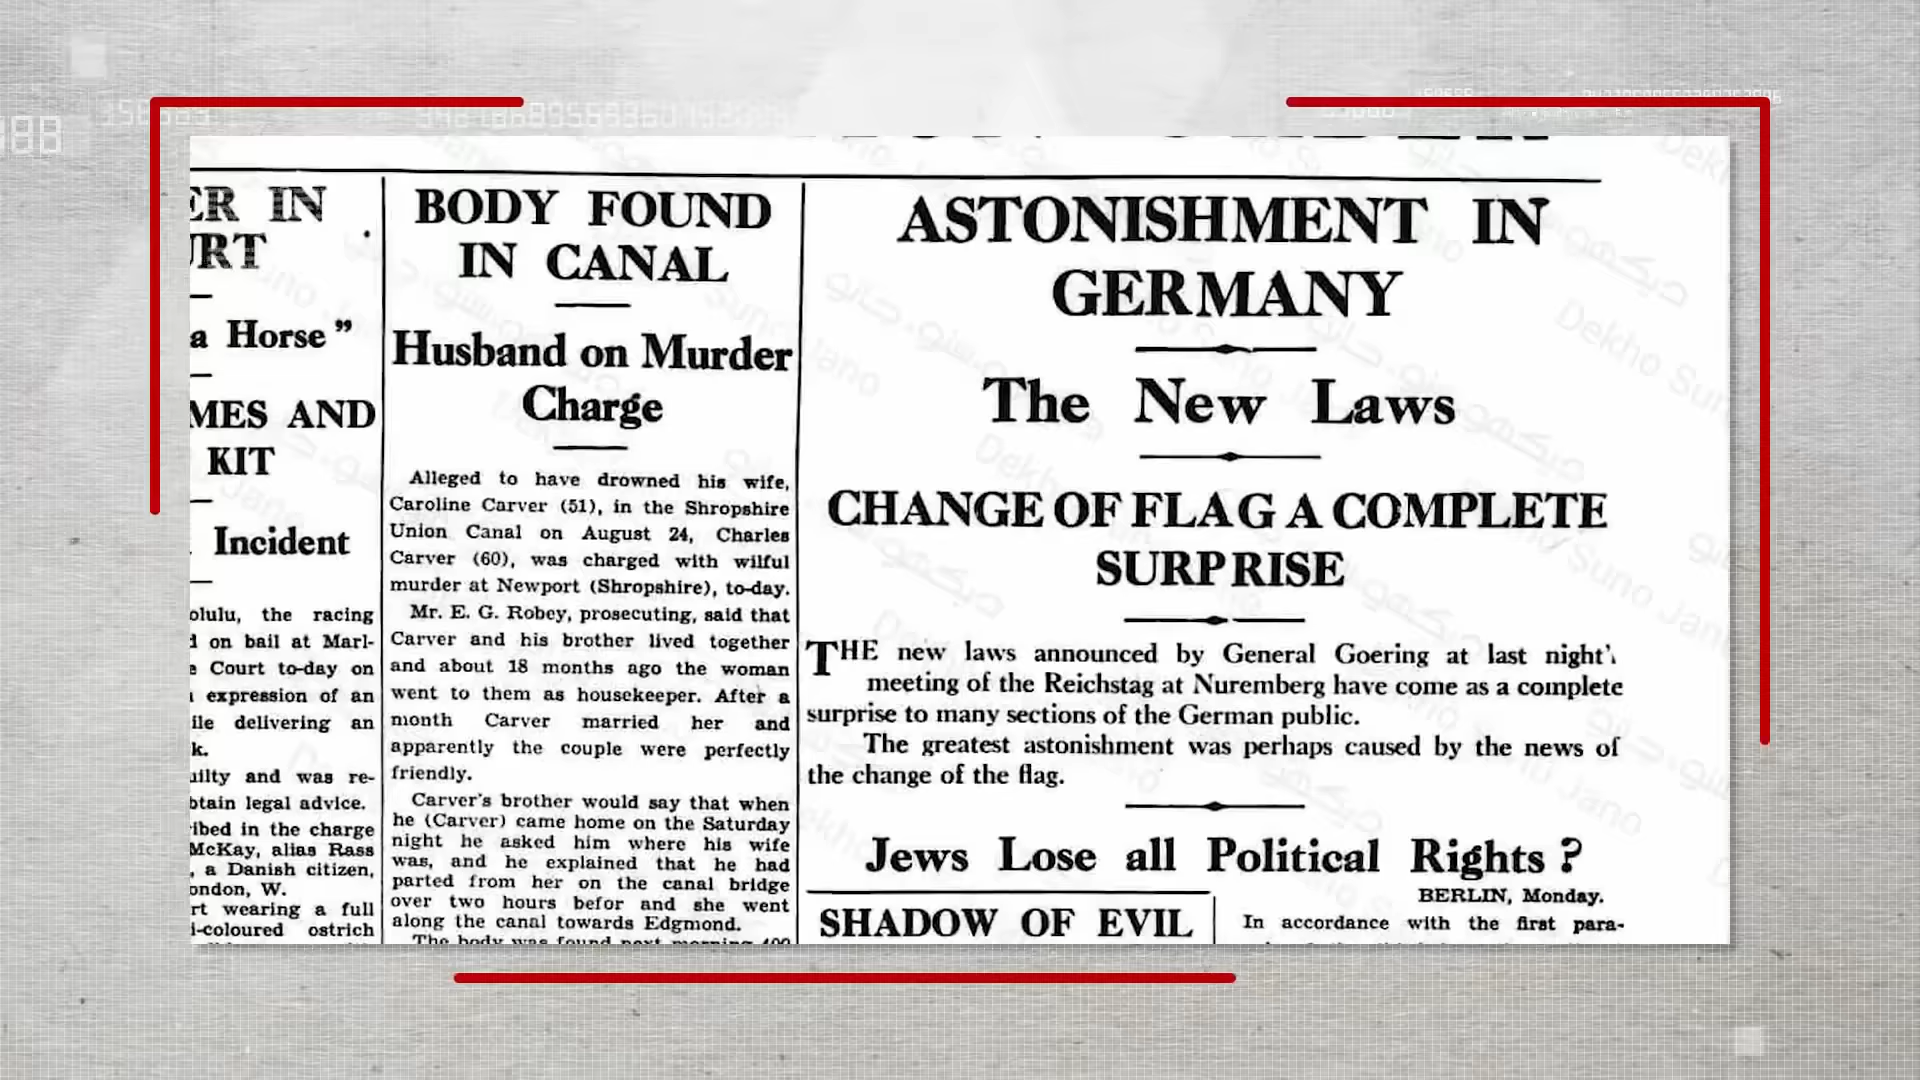 ER IN
URT
a Horse”
MES AND
KIT
Incident
olulu, the racing
on bail at Marl-
Court to-day on
expression of an
ile delivering an
k.
uilty and was re-
btain legal advice.
ibed in the charge
McKay, alias Rass
, a Danish citizen,
ondon, W.
rt wearing a full
i-coloured ostrich
BODY FOUND
IN CANAL
Husband on Murder
Charge
Alleged to have drowned his wife,
Caroline Carver (51), in the Shropshire
Union Canal on August 24, Charles
Carver (60), was charged with wilful
murder at Newport (Shropshire), to-day.
Mr. E. G. Robey, prosecuting, said that
Carver and his brother lived together
and about 18 months ago the woman
went to them as housekeeper. After a
month Carver married her and
apparently the couple were perfectly
friendly.
Carver's brother would say that when
he (Carver) came home on the Saturday
night he asked him where his wife
was, and he explained that he had
parted from her on the canal bridge
over two hours befor and she went
along the canal towards Edgmond.
The body was found next morning 400
ASTONISHMENT IN
GERMANY
The New Laws
CHANGE OF FLAG A COMPLETE
SURPRISE
THE new laws announced by General Goering at last night's
meeting of the Reichstag at Nuremberg have come as a complete
surprise to many sections of the German public.
The greatest astonishment was perhaps caused by the news of
the change of the flag.
Jews Lose all Political Rights ?
BERLIN, Monday.
In accordance with the first para-
SHADOW OF EVIL